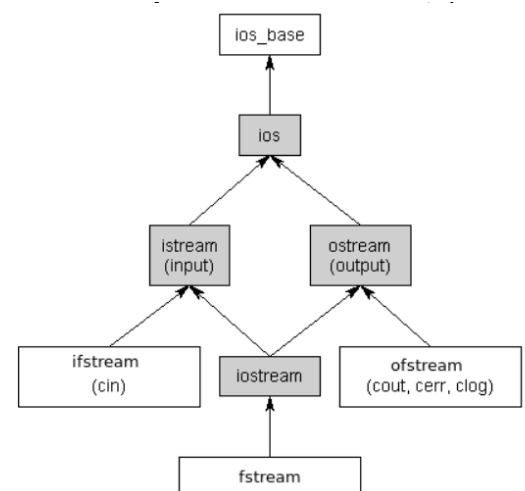 ios_base
ios
istream
(input)
ostream
(output)
ifstream
(cin)
iostream
ofstream
(cout, cerr, clog)
fstream